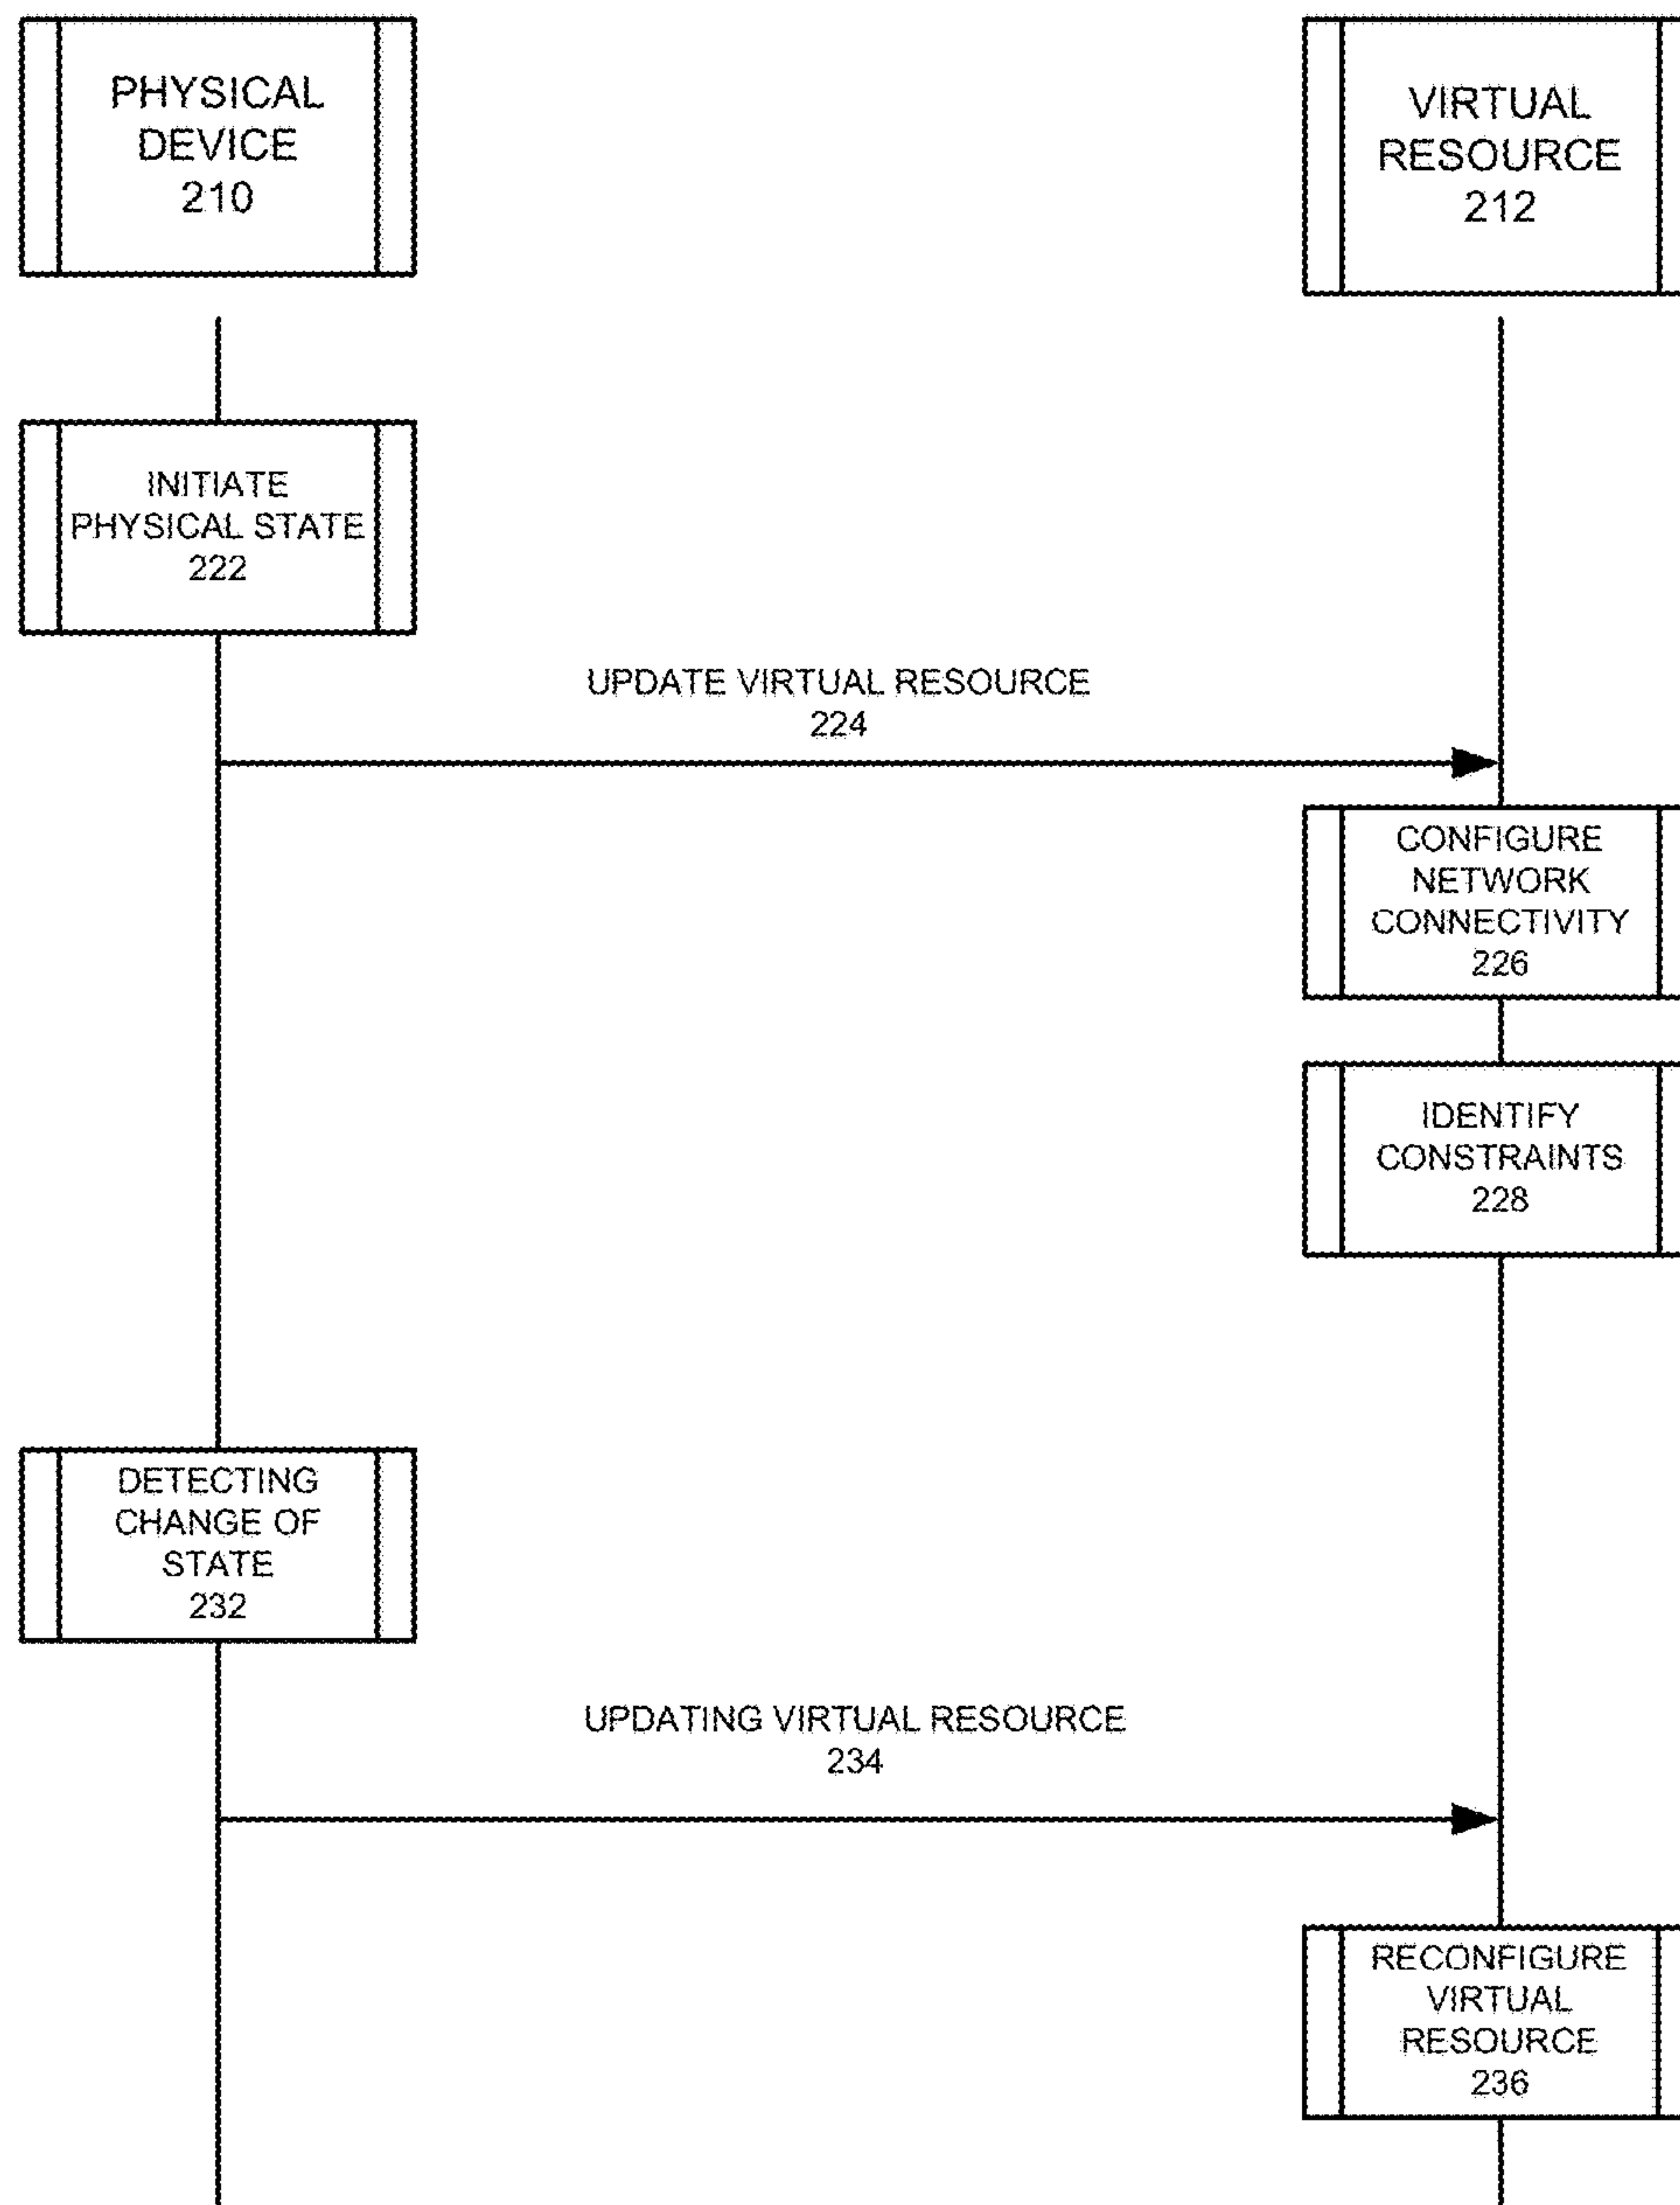 PHYSICAL
DEVICE
210
VIRTUAL
RESOURCE
212
INITIATE
PHYSICAL STATE
222
UPDATE VIRTUAL RESOURCE
224
CONFIGURE
NETWORK
CONNECTIVITY
226
IDENTIFY
CONSTRAINTS
228
DETECTING
CHANGE OF
STATE
232
UPDATING VIRTUAL RESOURCE
234
RECONFIGURE
VIRTUAL
RESOURCE
236